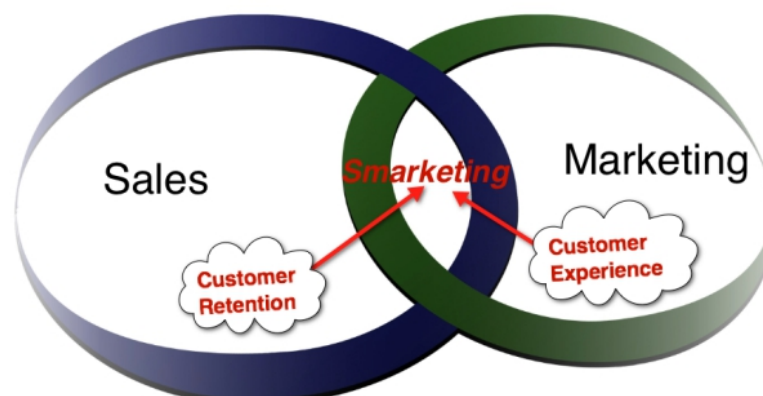 Sales
Smarketing
Marketing
Customer
Retention
Customer
Experience